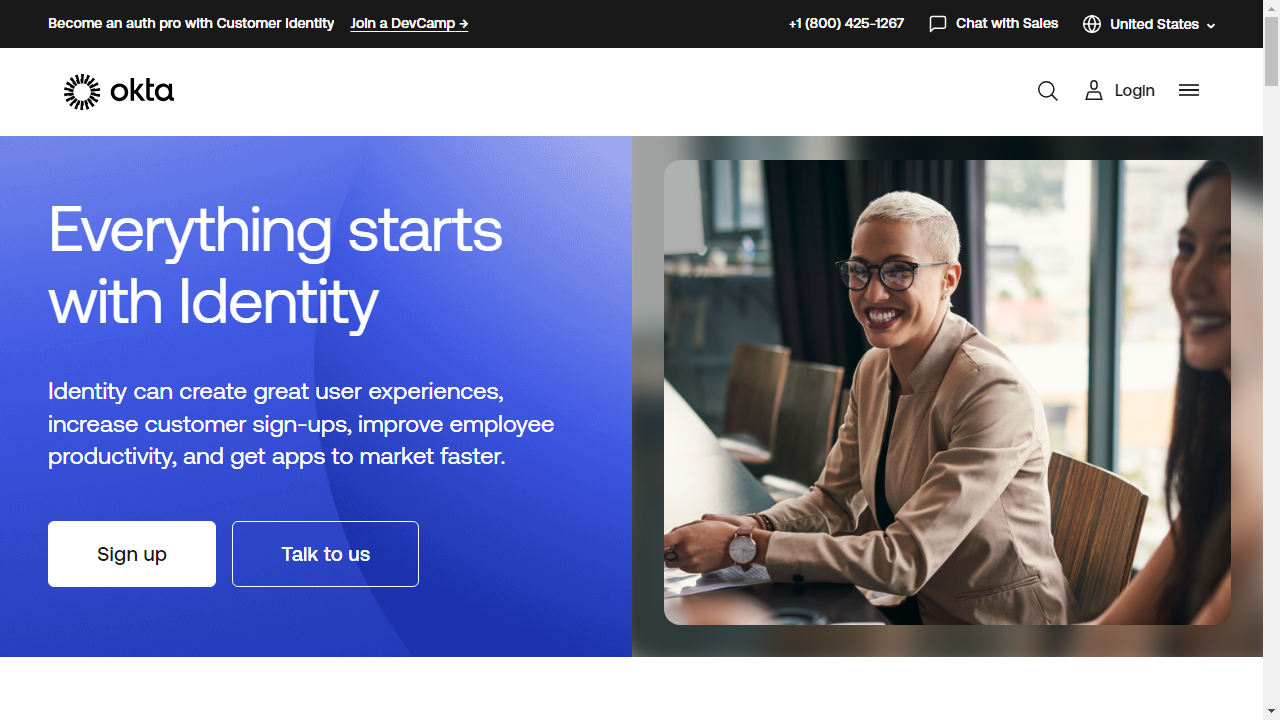 Become an auth pro with Customer Identity Join a DevCamp →
+1 (800) 425-1267 Chat with Sales United States
okta
Login
Everything starts
with Identity
Identity can create great user experiences,
increase customer sign-ups, improve employee
productivity, and get apps to market faster.
Sign up Talk to us